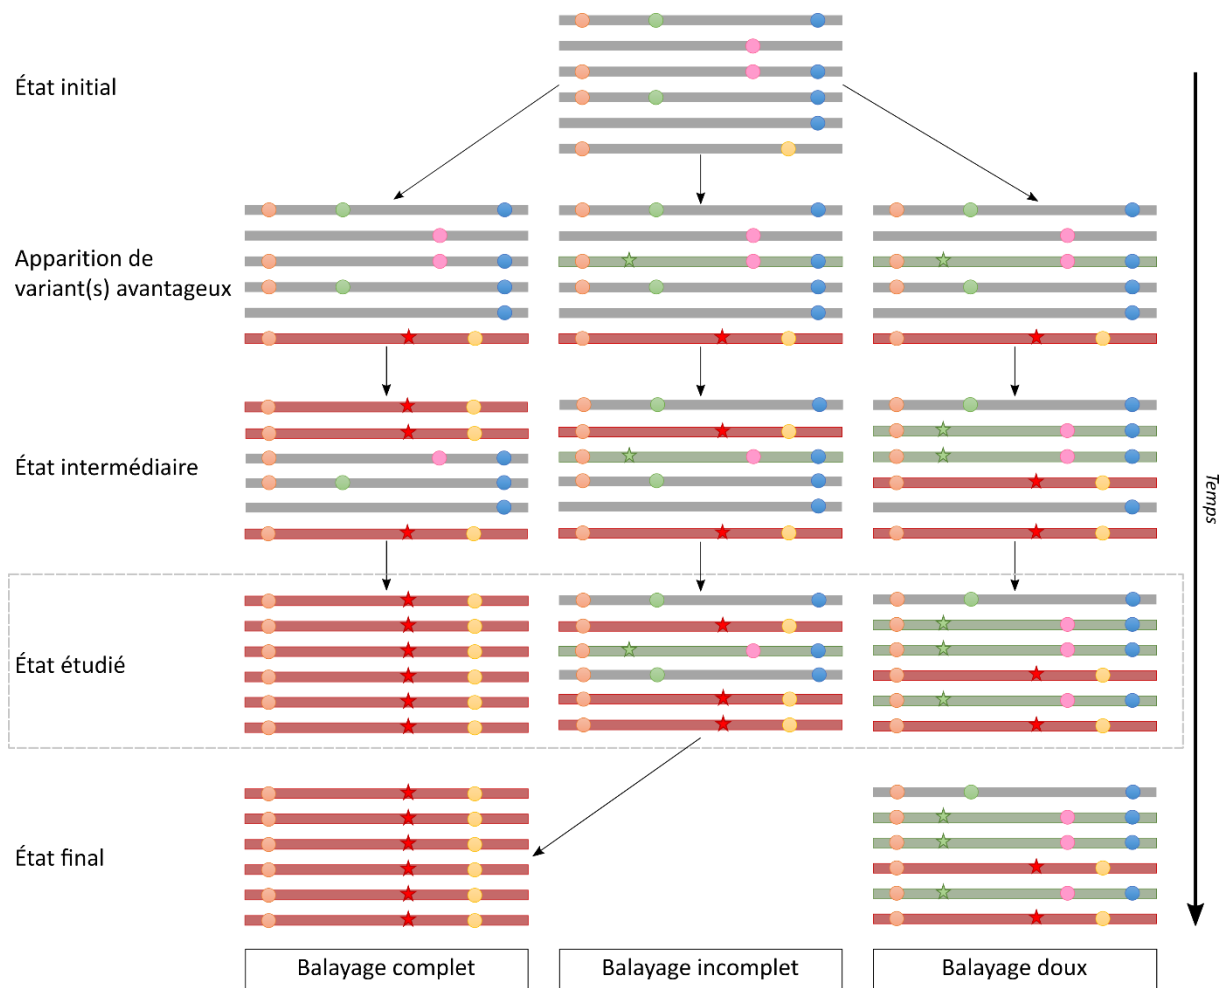 État initial
Apparition de
variant(s) avantageux
État intermédiaire
Temps
État étudié
État final
Balayage complet
Balayage incomplet
Balayage doux